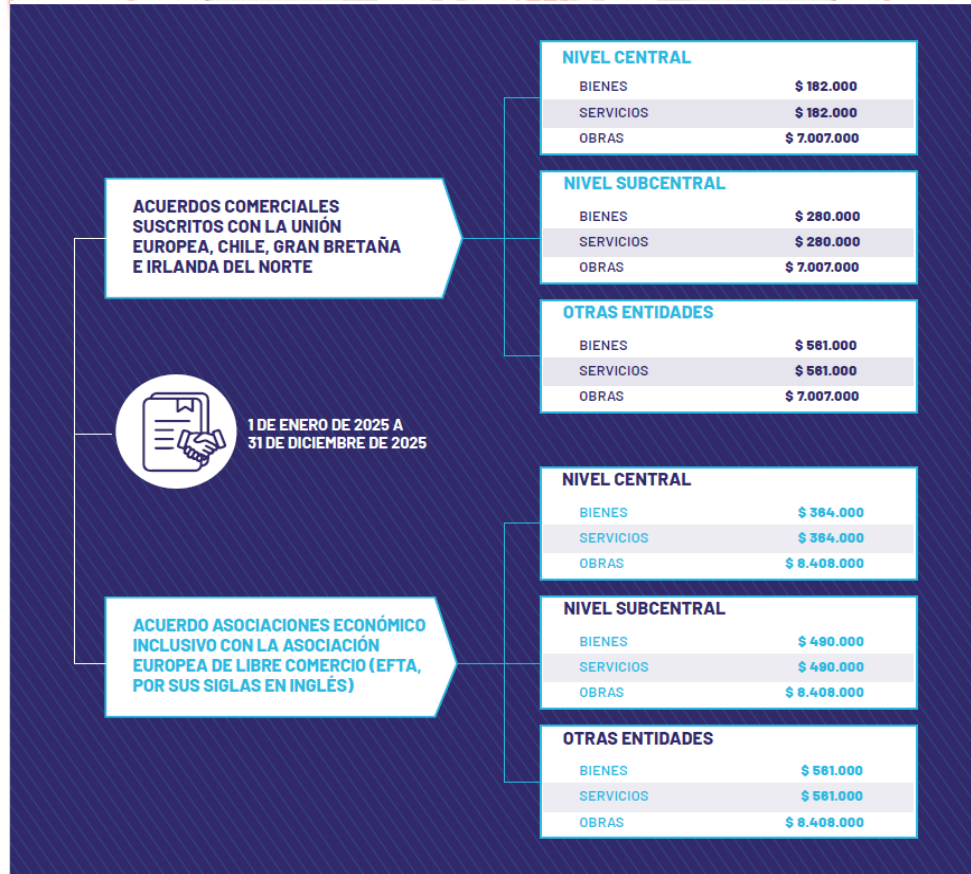 ACUERDOS COMERCIALES
SUSCRITOS CON LA UNIÓN
EUROPEA, CHILE, GRAN BRETAÑA
E IRLANDA DEL NORTE
NIVEL CENTRAL
BIENES $ 182.000
SERVICIOS $ 182.000
OBRAS $ 7.007.000
NIVEL SUBCENTRAL
BIENES $ 280.000
SERVICIOS $ 280.000
OBRAS $ 7.007.000
OTRAS ENTIDADES
BIENES $ 561.000
SERVICIOS $ 561.000
OBRAS $ 7.007.000
1 DE ENERO DE 2025 A
31 DE DICIEMBRE DE 2025
ACUERDO ASOCIACIONES ECONÓMICO
INCLUSIVO CON LA ASOCIACIÓN
EUROPEA DE LIBRE COMERCIO (EFTA,
POR SUS SIGLAS EN INGLÉS)
NIVEL CENTRAL
BIENES $ 364.000
SERVICIOS $ 364.000
OBRAS $ 8.408.000
NIVEL SUBCENTRAL
BIENES $ 490.000
SERVICIOS $ 490.000
OBRAS $ 8.408.000
OTRAS ENTIDADES
BIENES $ 561.000
SERVICIOS $ 561.000
OBRAS $ 8.408.000